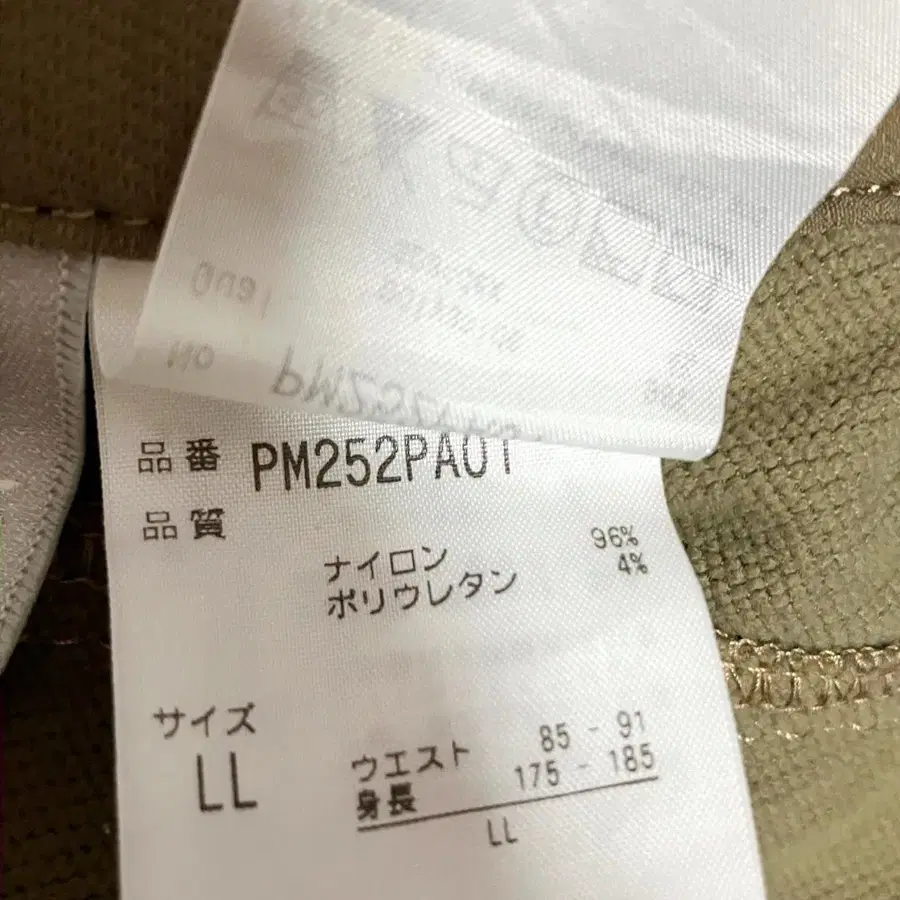 品番 PM252PA01
品質
ナイロン 96%
ポリウレタン 4%
サイズ
LL
ウエスト 85 - 91
身長 175 - 185
LL